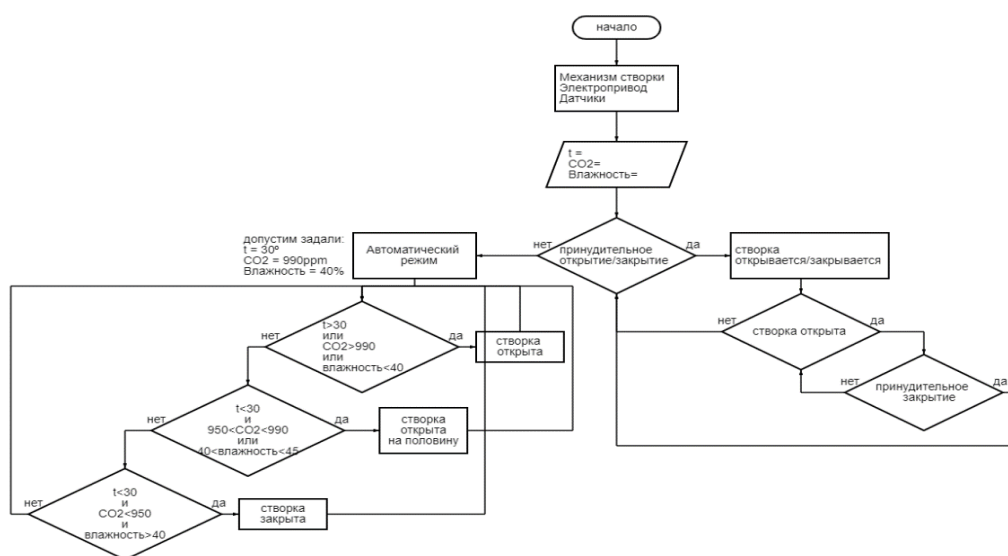 начало
Механизм створки
Электропривод
Датчики
t =
CO2=
Влажность=
допустим задали:
t = 30º
CO2 = 990ppm
Влажность = 40%
Автоматический
режим
нет
принудительное
открытие/закрытие
да
створка
открывается/закрывается
нет
створка открыта
да
нет
принудительное
закрытие
да
нет
t>30
или
CO2>990
или
влажность<40
да
створка
открыта
нет
t<30
и
950<CO2<990
или
40<влажность<45
да
створка
открыта
на половину
нет
t<30
и
CO2<950
и
влажность>40
да
створка
закрыта